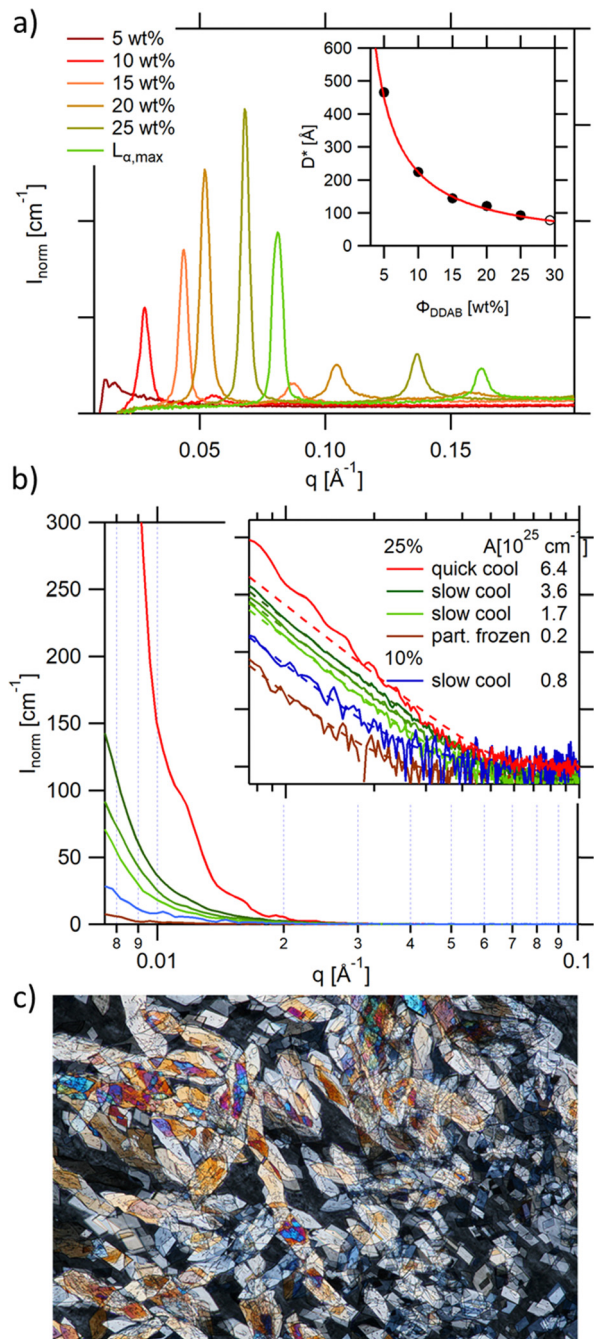 a)
5 wt%
10 wt%
15 wt%
20 wt%
25 wt%
Lα,max
Inorm [cm⁻¹]
0.05 0.10 0.15
q [Å⁻¹]
600
500
400
300
200
100
0
D* [Å]
5 10 15 20 25 30
ΦDDAB [wt%]
b)
300
250
200
150
100
50
0
Inorm [cm⁻¹]
25% A[10²⁵ cm⁻¹]
quick cool 6.4
slow cool 3.6
slow cool 1.7
part. frozen 0.2
10%
slow cool 0.8
8 9 0.01 2 3 4 5 6 7 8 9 0.1
q [Å⁻¹]
c)